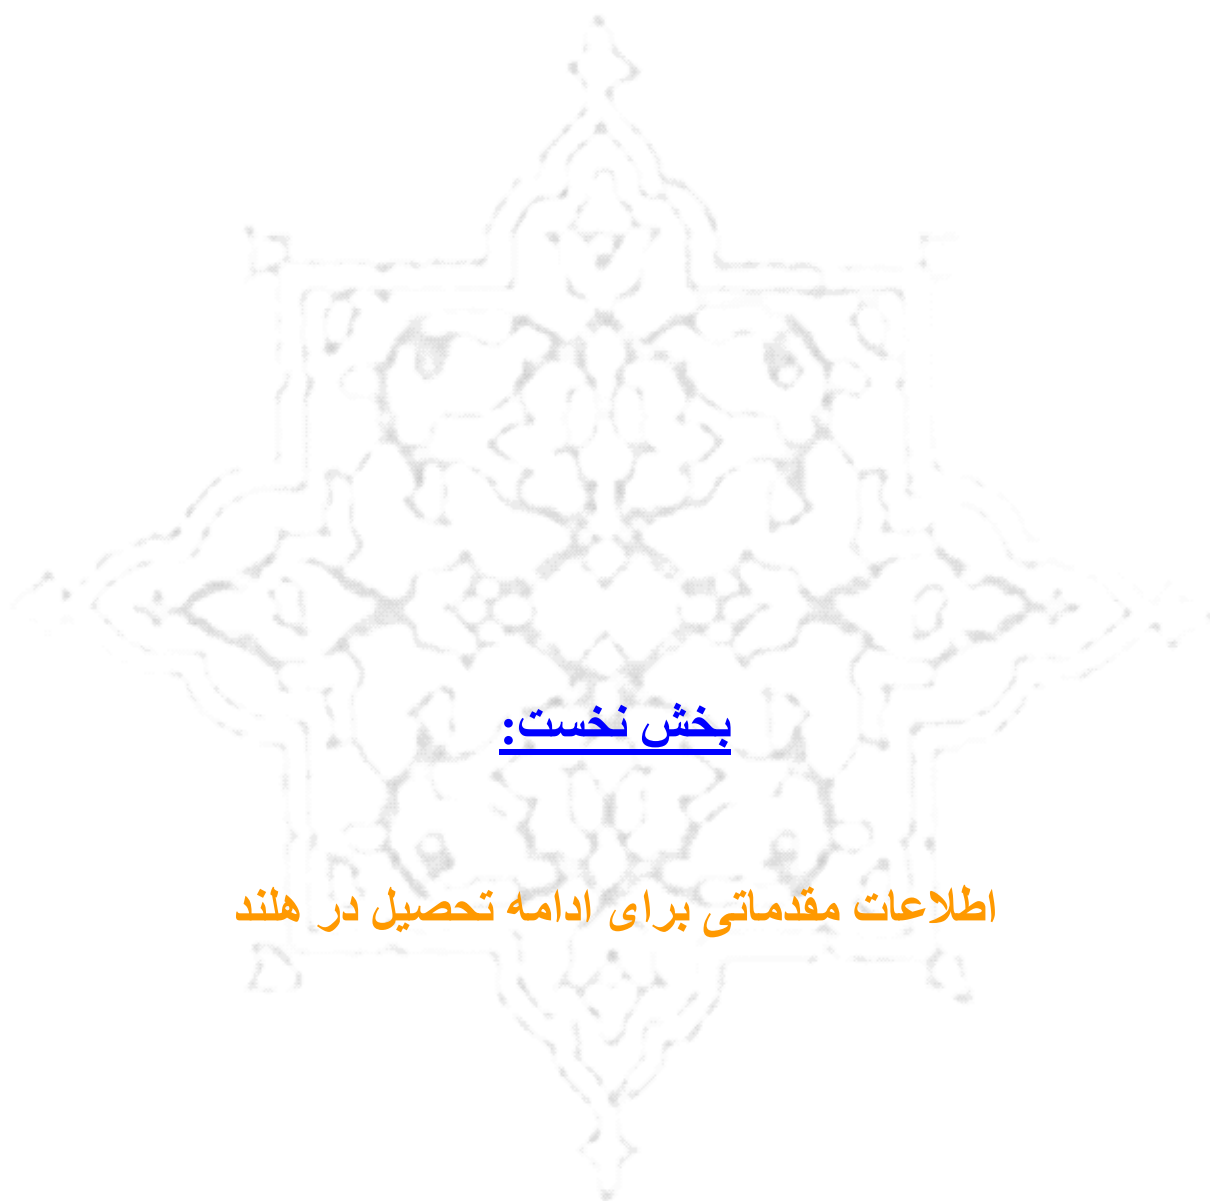 بخش نخست:
اطلاعات مقدماتی برای ادامه تحصیل در هلند